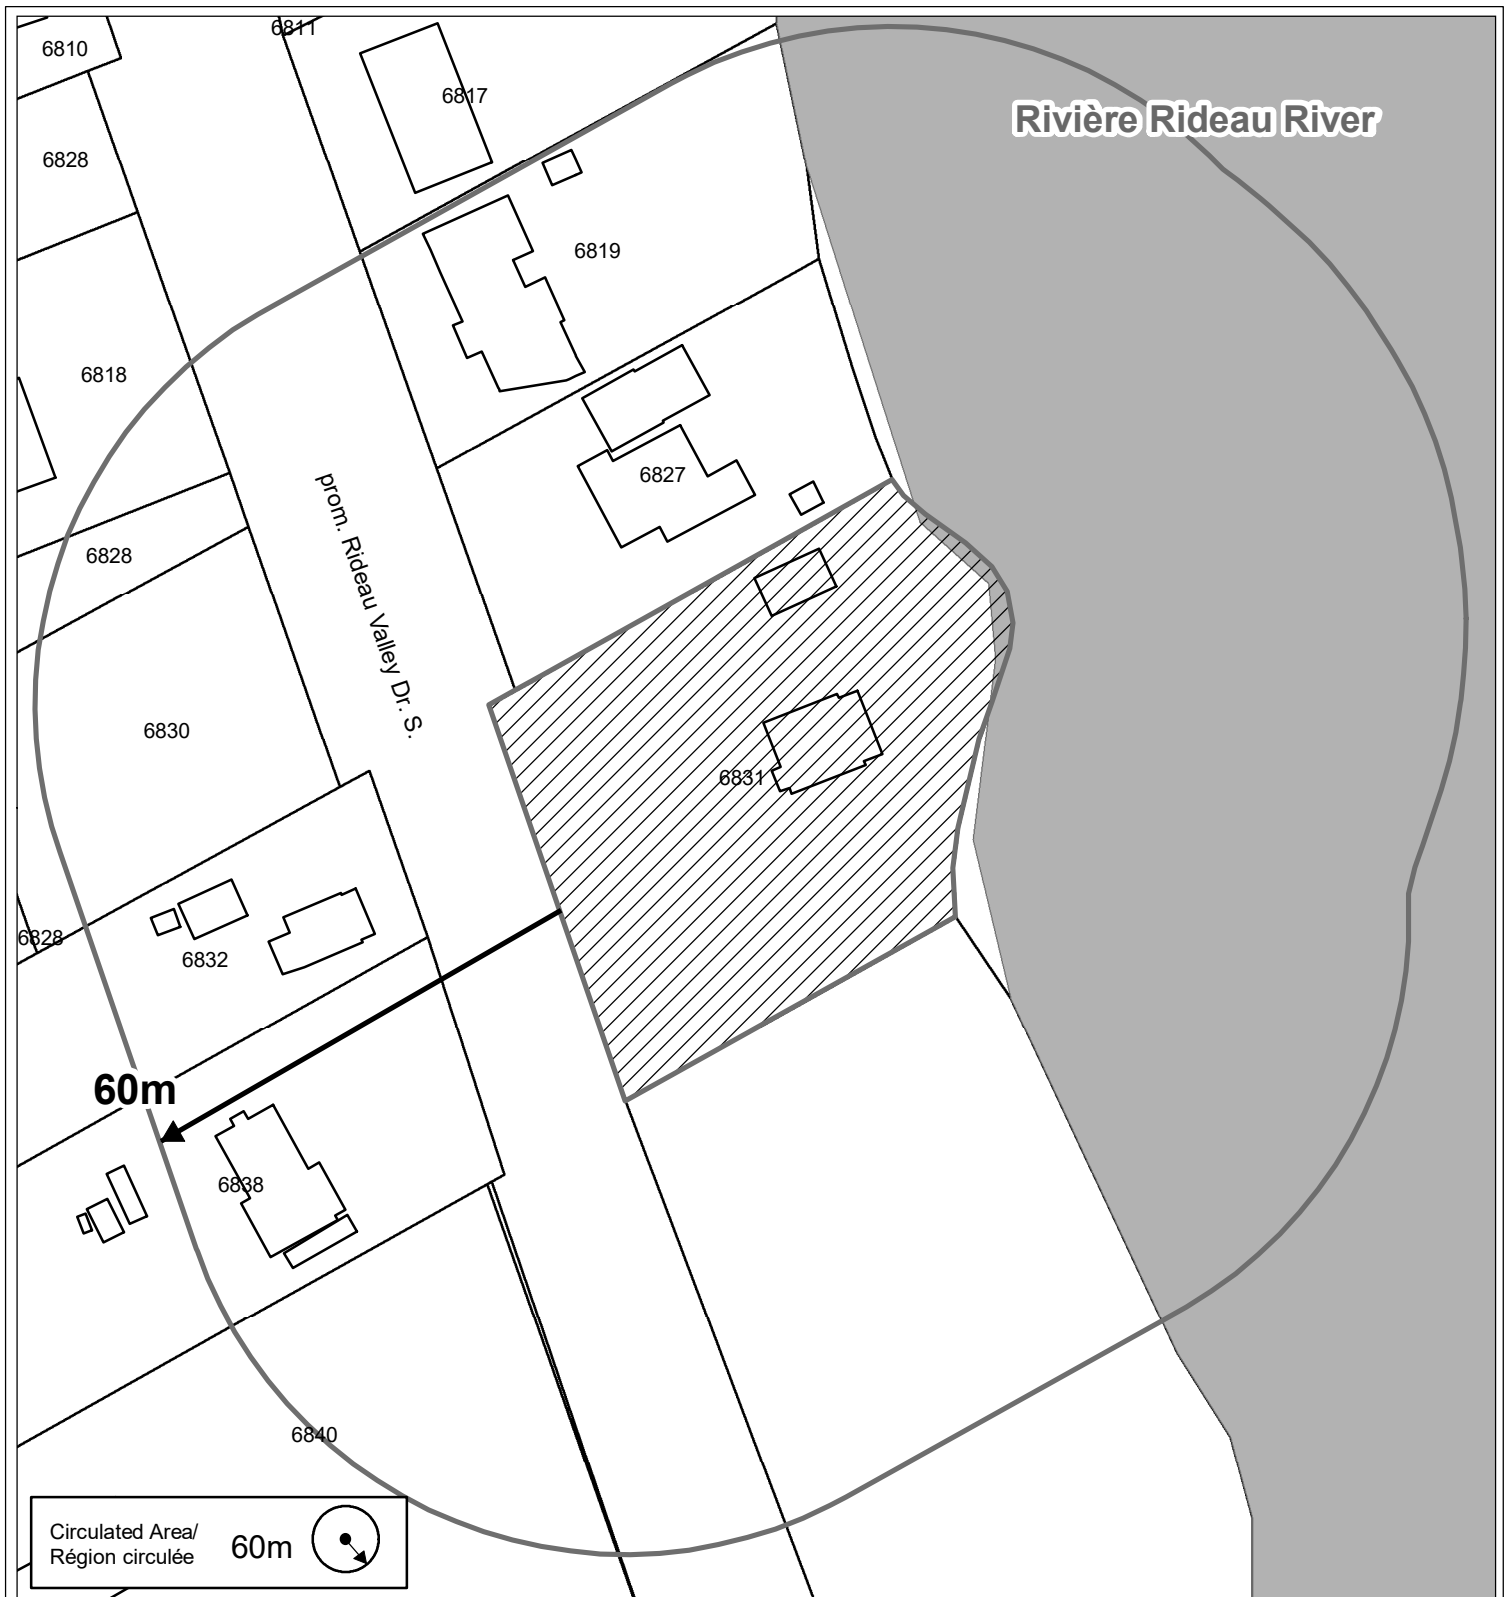 6811
6810
6817
Rivière Rideau River
6828
6819
6818
prom. Rideau Valley Dr. S.
6827
6828
6830
6831
6828
6832
60m
6838
6840
Circulated Area/
Région circulée
60m